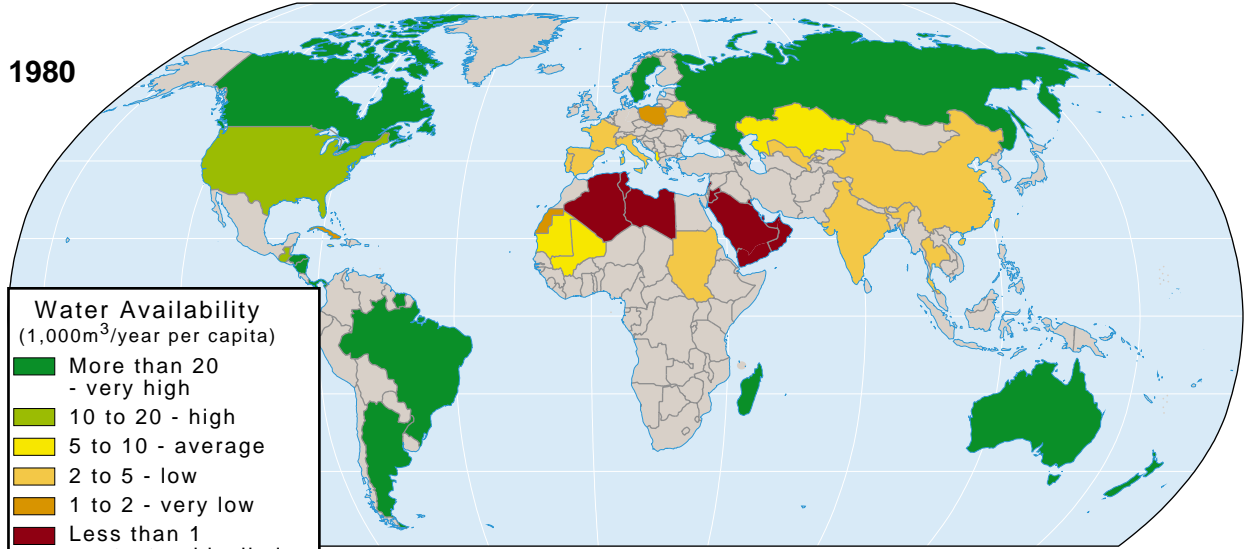 1980
Water Availability
(1,000m³/year per capita)
More than 20
- very high
10 to 20 - high
5 to 10 - average
2 to 5 - low
1 to 2 - very low
Less than 1